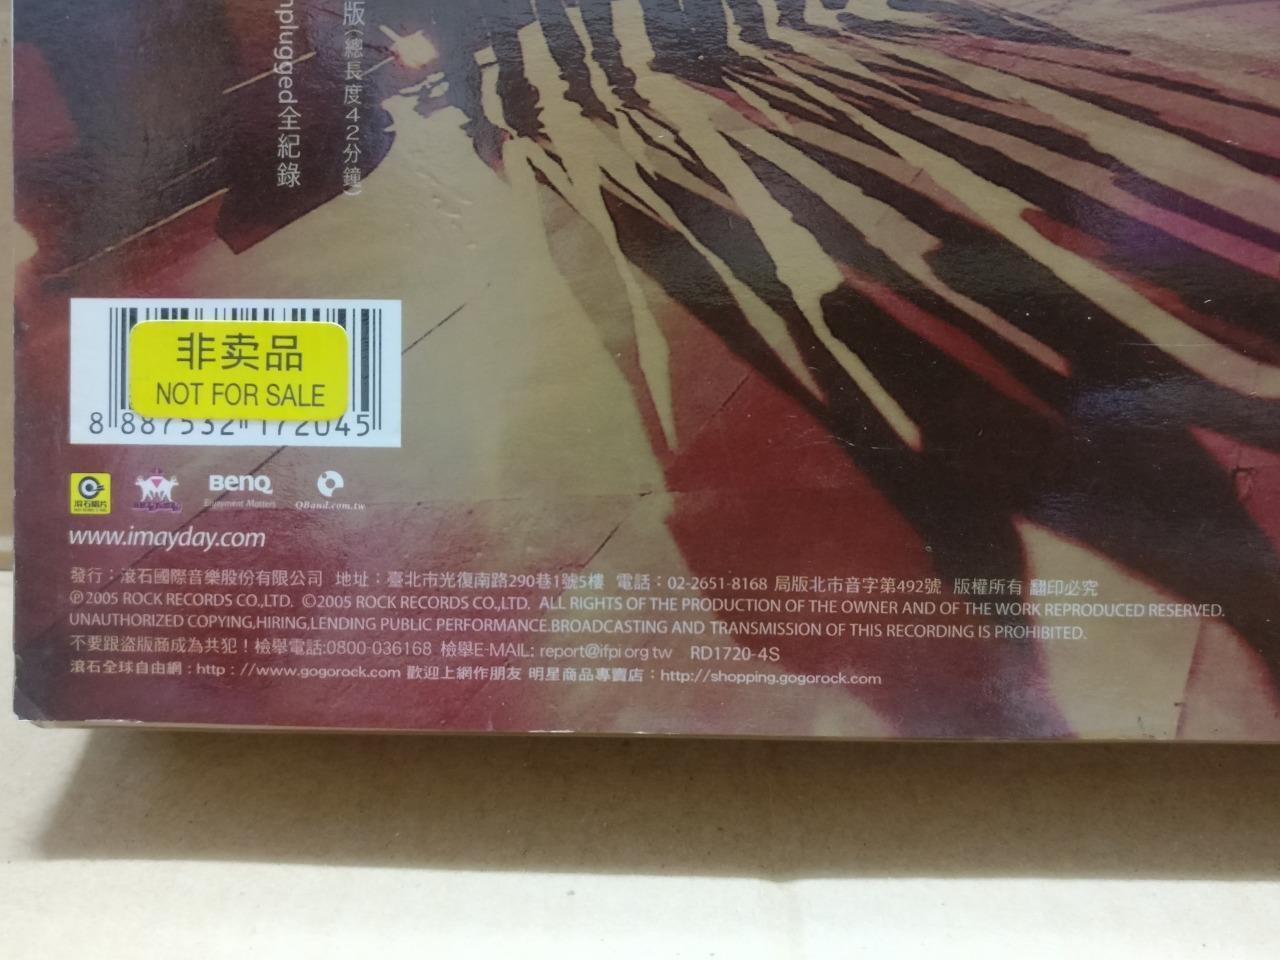 版(總長度42分鐘)
nplugged全紀錄
非卖品
NOT FOR SALE
8 887532 172045
滾石唱片
BenQ
Enjoyment Matters
QBand.com.tw
www.imayday.com
發行：滾石國際音樂股份有限公司 地址：臺北市光復南路290巷1號5樓 電話：02-2651-8168 局版北市音字第492號 版權所有 翻印必究
Ⓟ2005 ROCK RECORDS CO.,LTD. ©2005 ROCK RECORDS CO.,LTD. ALL RIGHTS OF THE PRODUCTION OF THE OWNER AND OF THE WORK REPRODUCED RESERVED.
UNAUTHORIZED COPYING,HIRING,LENDING PUBLIC PERFORMANCE.BROADCASTING AND TRANSMISSION OF THIS RECORDING IS PROHIBITED.
不要跟盜版商成為共犯！檢舉電話:0800-036168 檢舉E-MAIL: report@ifpi.org.tw RD1720-4S
滾石全球自由網：http://www.gogorock.com 歡迎上網作朋友 明星商品專賣店：http://shopping.gogorock.com